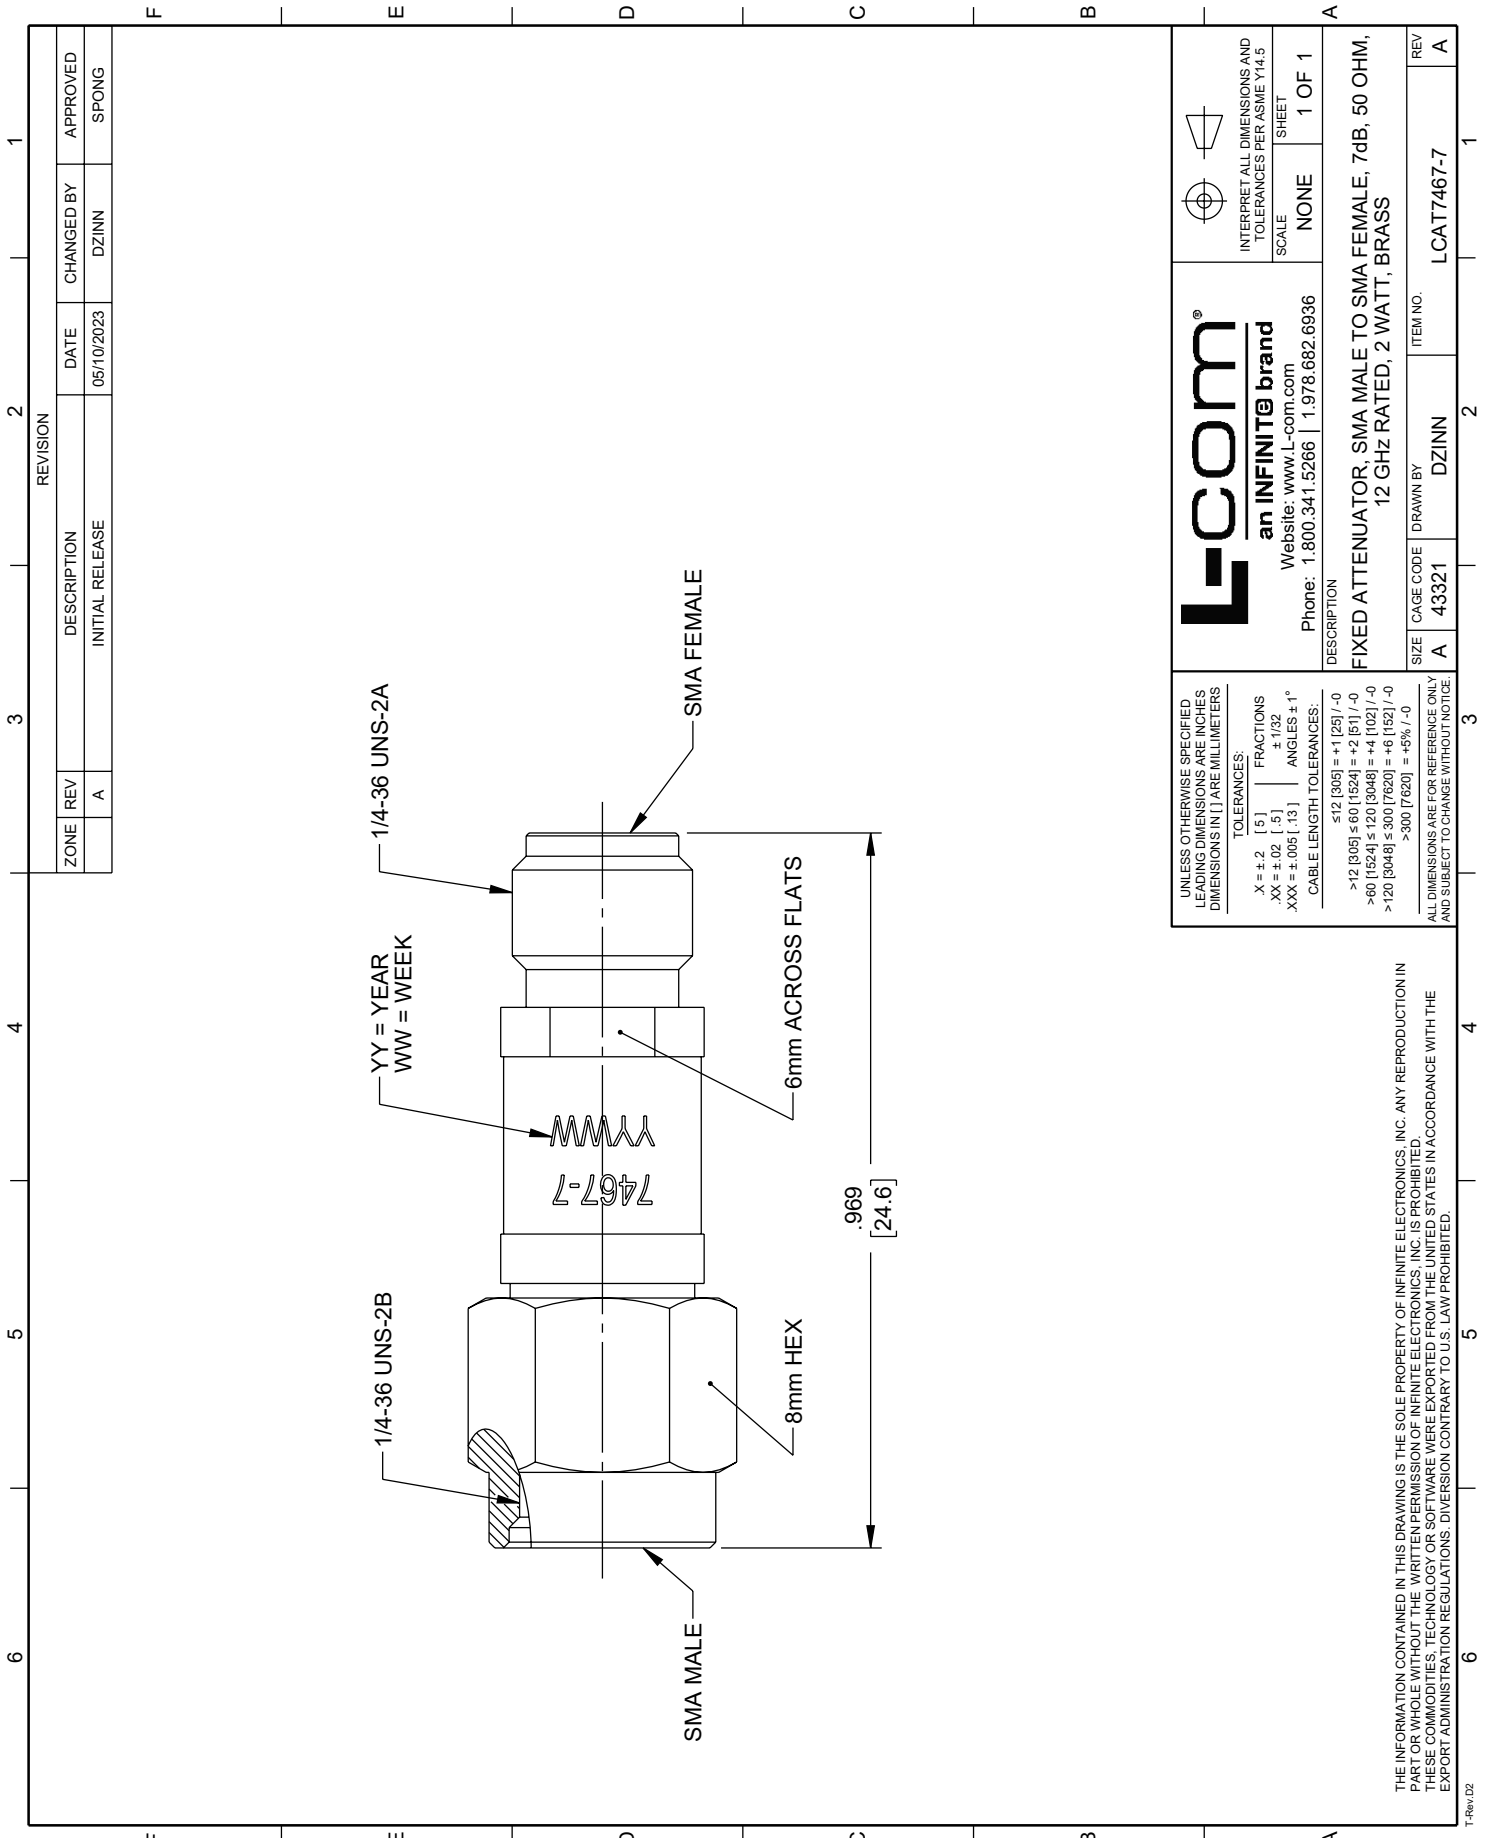 6
5
4
3
2
1
F
E
D
C
B
A
REVISION
ZONE
REV
DESCRIPTION
DATE
CHANGED BY
APPROVED
A
INITIAL RELEASE
05/10/2023
DZINN
SPONG
1/4-36 UNS-2B
YY = YEAR
WW = WEEK
1/4-36 UNS-2A
SMA MALE
7467-7
YYWW
SMA FEMALE
8mm HEX
6mm ACROSS FLATS
.969
[24.6]
UNLESS OTHERWISE SPECIFIED
LEADING DIMENSIONS ARE INCHES
DIMENSIONS IN [ ] ARE MILLIMETERS
TOLERANCES:
.X = ±.2 [ 5 ]
.XX = ±.02 [ .5 ]
.XXX = ±.005 [ .13 ]
FRACTIONS
± 1/32
ANGLES ± 1°
CABLE LENGTH TOLERANCES:
≤12 [305] = +1 [25] / -0
>12 [305] ≤ 60 [1524] = +2 [51] / -0
>60 [1524] ≤ 120 [3048] = +4 [102] / -0
>120 [3048] ≤ 300 [7620] = +6 [152] / -0
>300 [7620] = +5% / -0
ALL DIMENSIONS ARE FOR REFERENCE ONLY
AND SUBJECT TO CHANGE WITHOUT NOTICE.
L-com®
an INFINITE brand
Website: www.L-com.com
Phone: 1.800.341.5266 | 1.978.682.6936
INTERPRET ALL DIMENSIONS AND
TOLERANCES PER ASME Y14.5
SCALE
NONE
SHEET
1 OF 1
DESCRIPTION
FIXED ATTENUATOR, SMA MALE TO SMA FEMALE, 7dB, 50 OHM,
12 GHz RATED, 2 WATT, BRASS
SIZE
A
CAGE CODE
43321
DRAWN BY
DZINN
ITEM NO.
LCAT7467-7
REV
A
THE INFORMATION CONTAINED IN THIS DRAWING IS THE SOLE PROPERTY OF INFINITE ELECTRONICS, INC. ANY REPRODUCTION IN
PART OR WHOLE WITHOUT THE WRITTEN PERMISSION OF INFINITE ELECTRONICS, INC. IS PROHIBITED.
THESE COMMODITIES, TECHNOLOGY OR SOFTWARE WERE EXPORTED FROM THE UNITED STATES IN ACCORDANCE WITH THE
EXPORT ADMINISTRATION REGULATIONS. DIVERSION CONTRARY TO U.S. LAW PROHIBITED.
6
5
4
3
2
1
T-Rev.D2